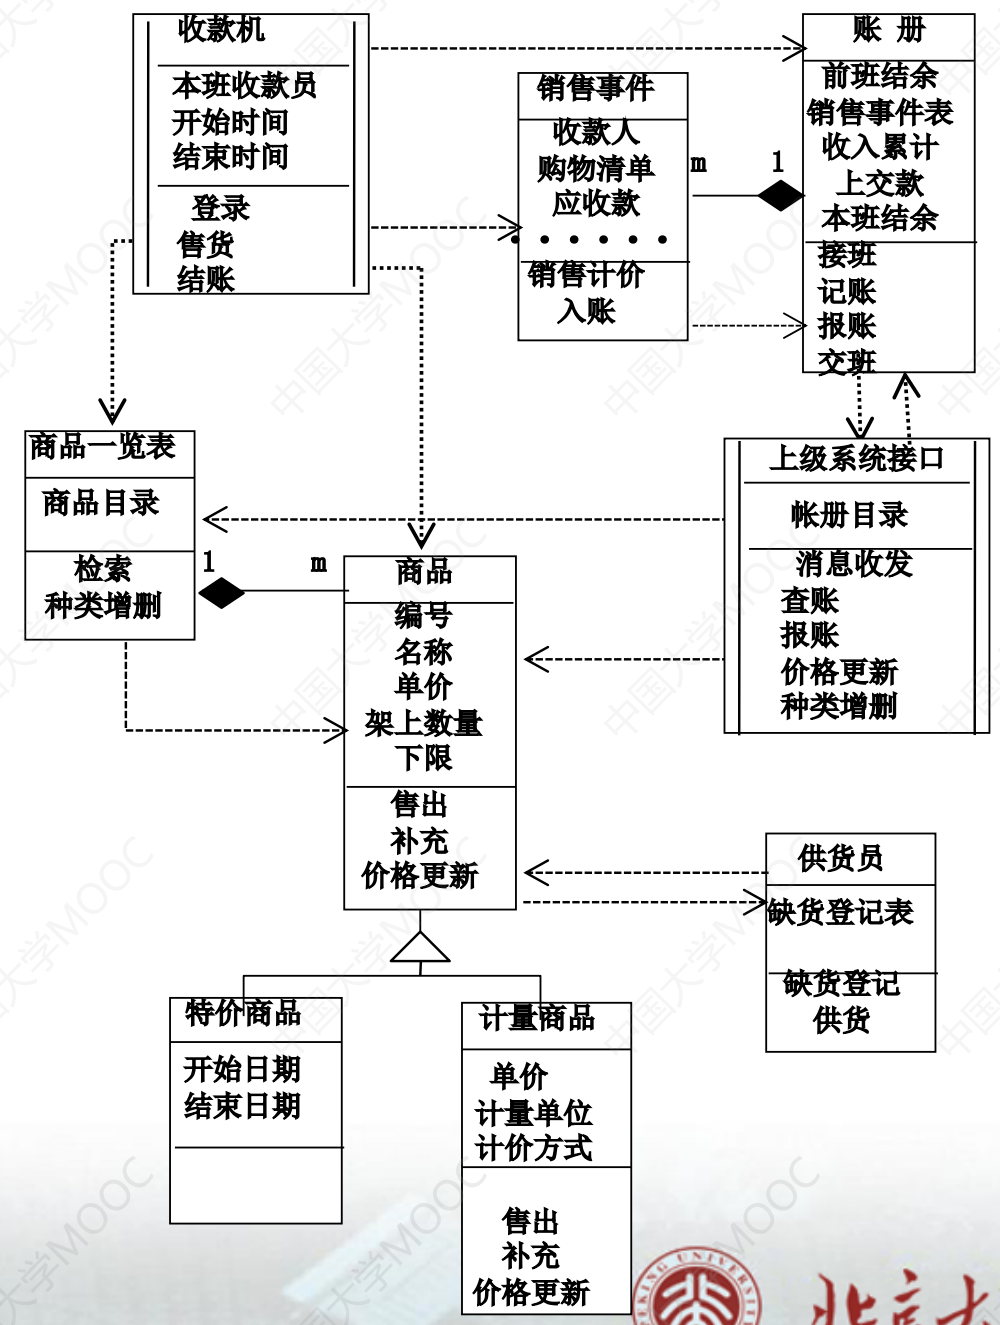 收款机
本班收款员
开始时间
结束时间
登录
售货
结账
销售事件
收款人
购物清单
应收款
● ● ● ● ● ●
销售计价
入账
m
1
账 册
前班结余
销售事件表
收入累计
上交款
本班结余
接班
记账
报账
交班
商品一览表
商品目录
检索
种类增删
1
m
商品
编号
名称
单价
架上数量
下限
售出
补充
价格更新
上级系统接口
帐册目录
消息收发
查账
报账
价格更新
种类增删
供货员
缺货登记表
缺货登记
供货
特价商品
开始日期
结束日期
计量商品
单价
计量单位
计价方式
售出
补充
价格更新
中国大学MOOC